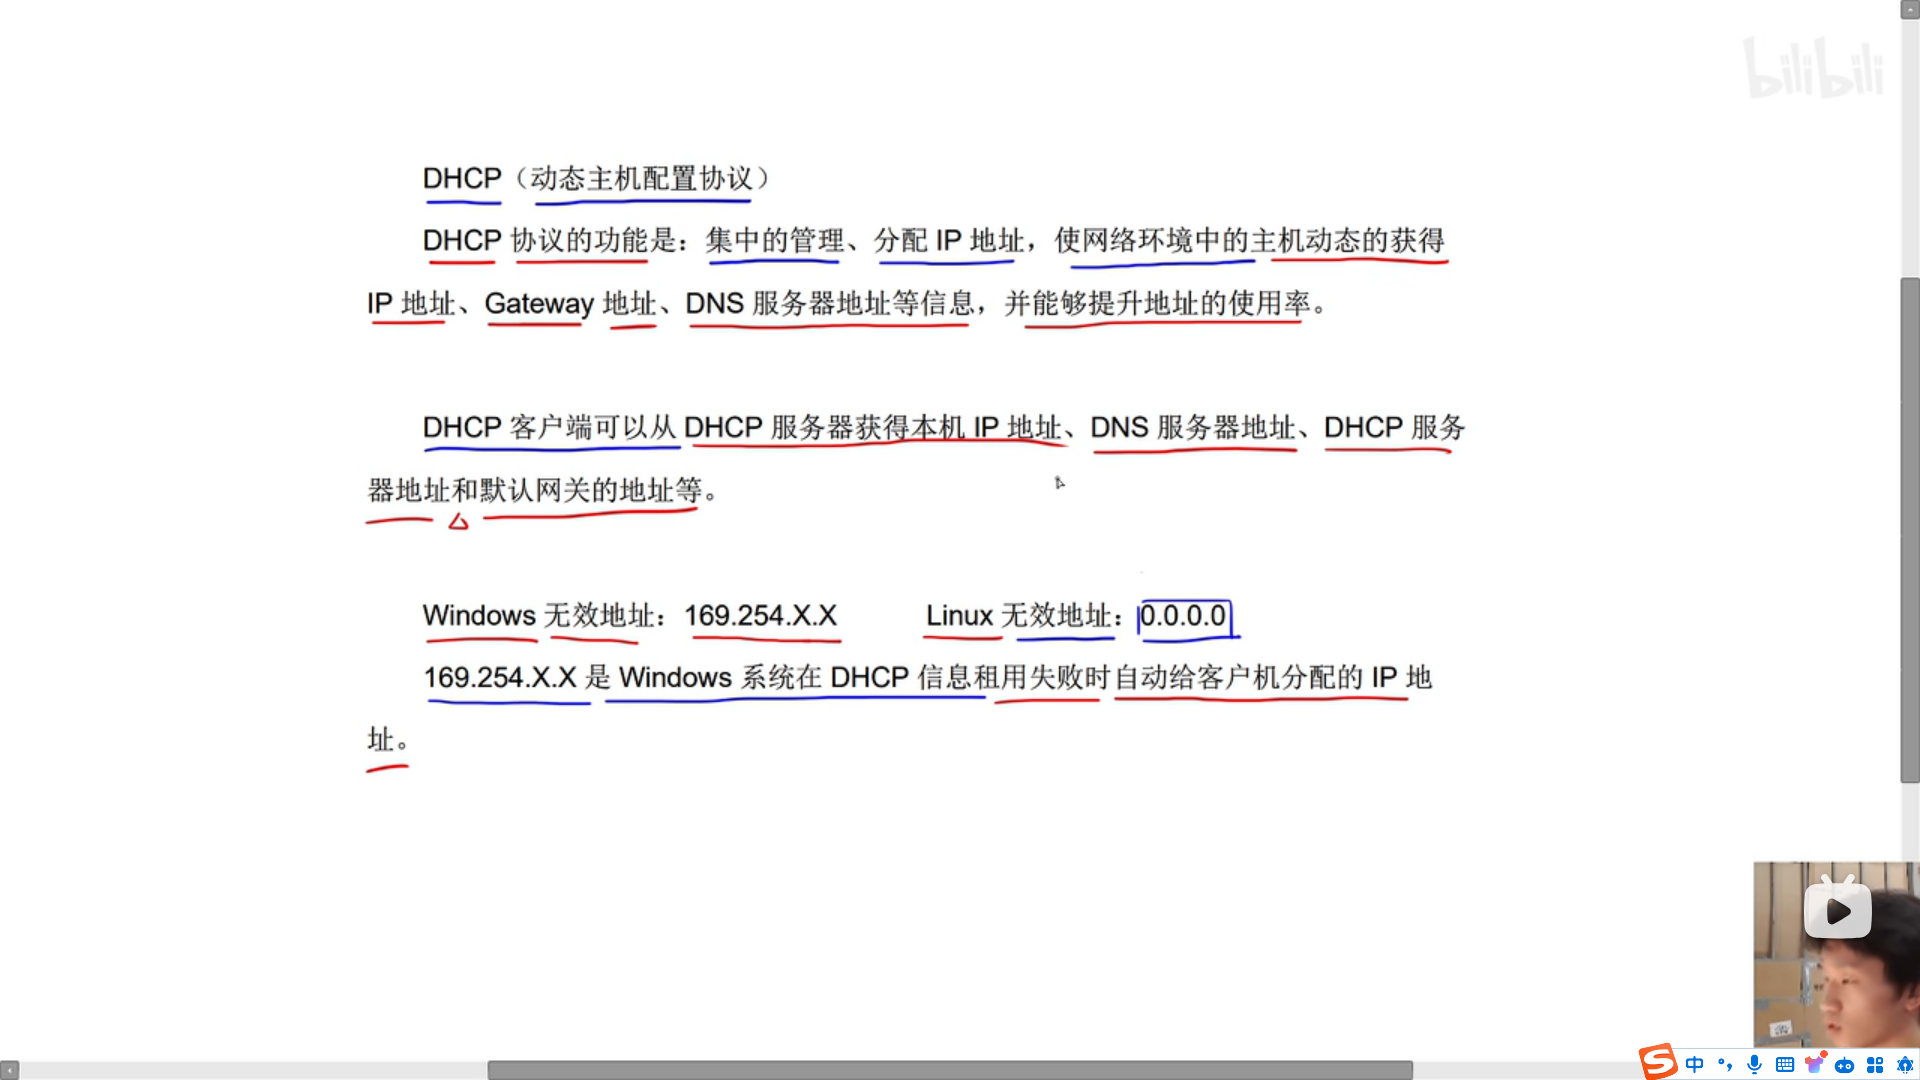 bilibili
DHCP（动态主机配置协议）
DHCP 协议的功能是：集中的管理、分配 IP 地址，使网络环境中的主机动态的获得
IP 地址、Gateway 地址、DNS 服务器地址等信息，并能够提升地址的使用率。
DHCP 客户端可以从 DHCP 服务器获得本机 IP 地址、DNS 服务器地址、DHCP 服务
器地址和默认网关的地址等。
Windows 无效地址：169.254.X.X Linux 无效地址：0.0.0.0
169.254.X.X 是 Windows 系统在 DHCP 信息租用失败时自动给客户机分配的 IP 地
址。
中